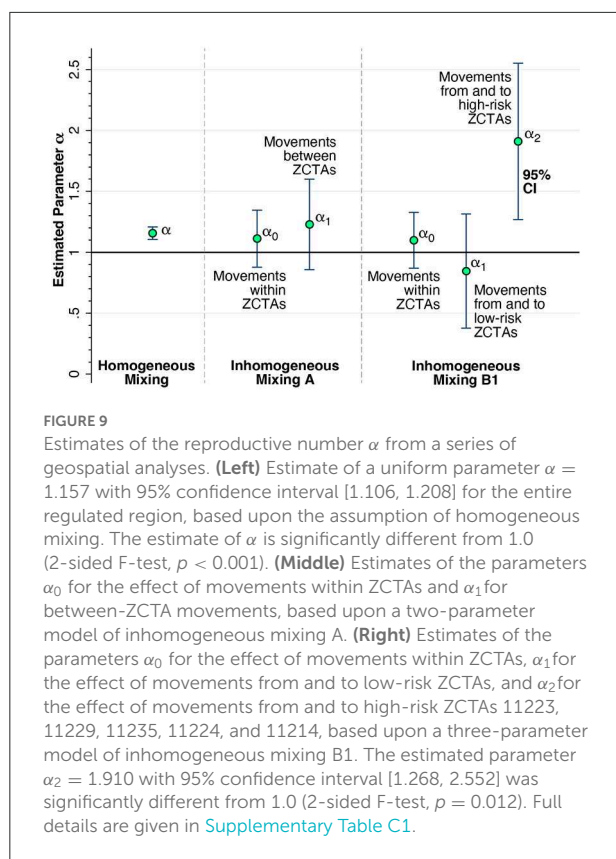 2.5
2
1.5
1
.5
0
Estimated Parameter α
Movements
from and to
high-risk
ZCTAs
α2
95%
CI
Movements
between
ZCTAs
α
α0
α1
α0
α1
Movements
within
ZCTAs
Movements
within
ZCTAs
Movements
from and to
low-risk
ZCTAs
Homogeneous
Mixing
Inhomogeneous
Mixing A
Inhomogeneous
Mixing B1
FIGURE 9
Estimates of the reproductive number α from a series of
geospatial analyses. (Left) Estimate of a uniform parameter α =
1.157 with 95% confidence interval [1.106, 1.208] for the entire
regulated region, based upon the assumption of homogeneous
mixing. The estimate of α is significantly different from 1.0
(2-sided F-test, p < 0.001). (Middle) Estimates of the parameters
α0 for the effect of movements within ZCTAs and α1for
between-ZCTA movements, based upon a two-parameter
model of inhomogeneous mixing A. (Right) Estimates of the
parameters α0 for the effect of movements within ZCTAs, α1for
the effect of movements from and to low-risk ZCTAs, and α2for
the effect of movements from and to high-risk ZCTAs 11223,
11229, 11235, 11224, and 11214, based upon a three-parameter
model of inhomogeneous mixing B1. The estimated parameter
α2 = 1.910 with 95% confidence interval [1.268, 2.552] was
significantly different from 1.0 (2-sided F-test, p = 0.012). Full
details are given in Supplementary Table C1.